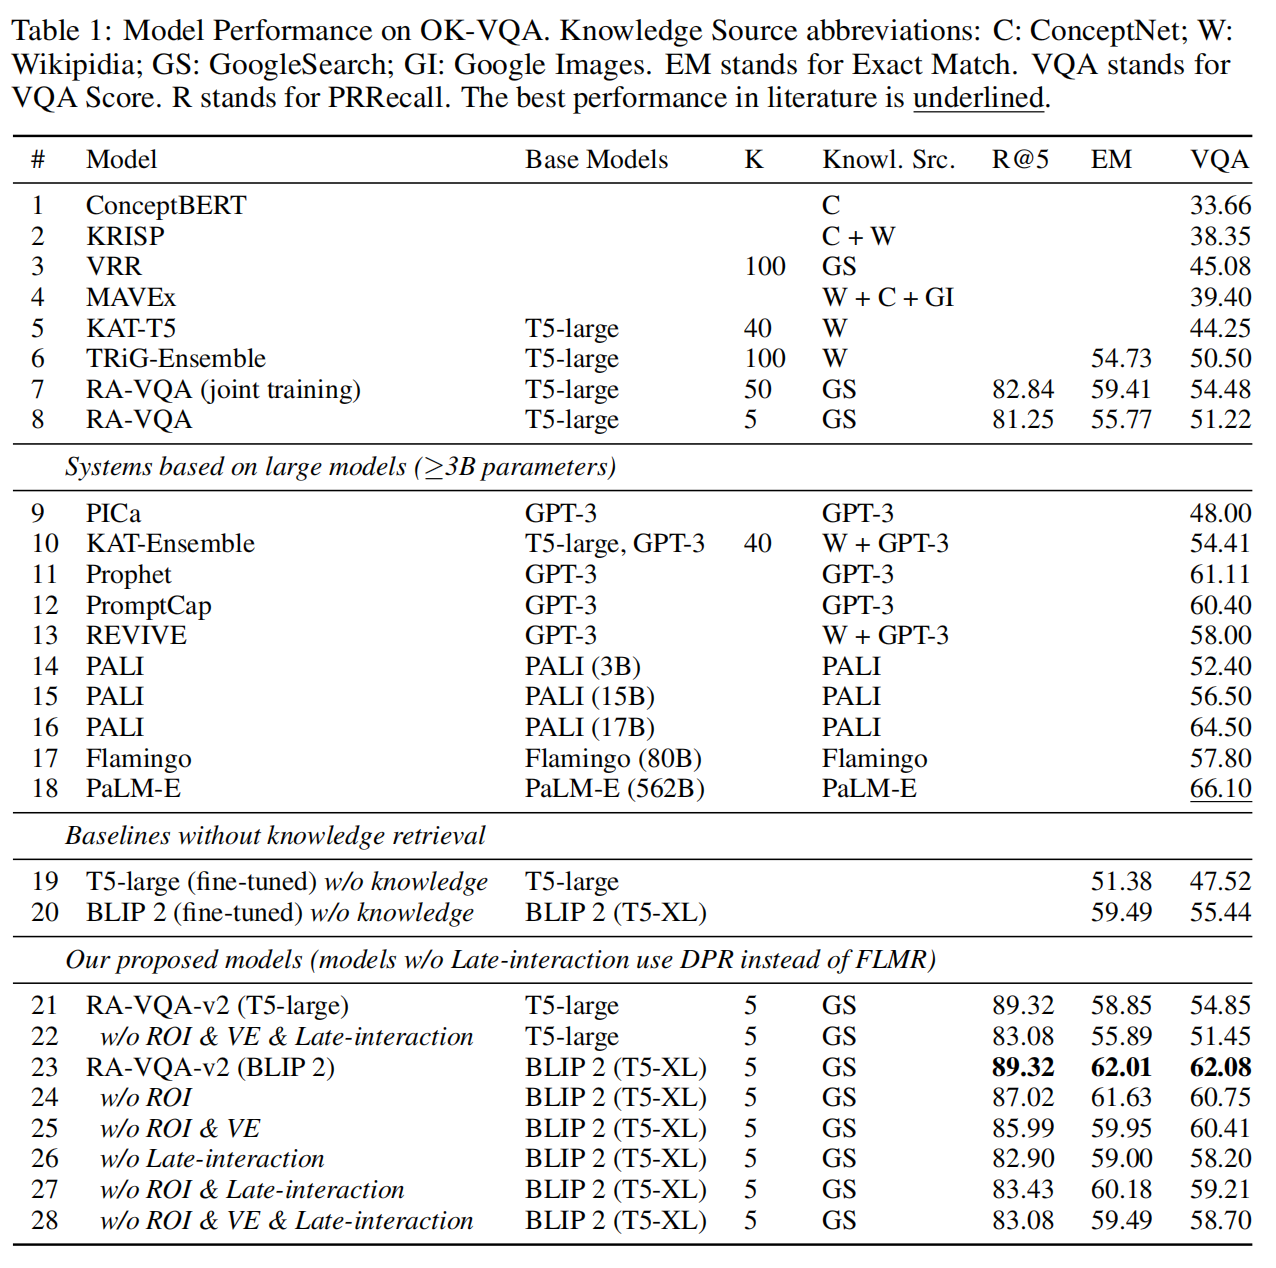 Table 1: Model Performance on OK-VQA. Knowledge Source abbreviations: C: ConceptNet; W:
Wikipidia; GS: GoogleSearch; GI: Google Images. EM stands for Exact Match. VQA stands for
VQA Score. R stands for PRRecall. The best performance in literature is underlined.
# Model Base Models K Knowl. Src. R@5 EM VQA
1 ConceptBERT C 33.66
2 KRISP C + W 38.35
3 VRR 100 GS 45.08
4 MAVEx W + C + GI 39.40
5 KAT-T5 T5-large 40 W 44.25
6 TRiG-Ensemble T5-large 100 W 54.73 50.50
7 RA-VQA (joint training) T5-large 50 GS 82.84 59.41 54.48
8 RA-VQA T5-large 5 GS 81.25 55.77 51.22
Systems based on large models (≥3B parameters)
9 PICa GPT-3 GPT-3 48.00
10 KAT-Ensemble T5-large, GPT-3 40 W + GPT-3 54.41
11 Prophet GPT-3 GPT-3 61.11
12 PromptCap GPT-3 GPT-3 60.40
13 REVIVE GPT-3 W + GPT-3 58.00
14 PALI PALI (3B) PALI 52.40
15 PALI PALI (15B) PALI 56.50
16 PALI PALI (17B) PALI 64.50
17 Flamingo Flamingo (80B) Flamingo 57.80
18 PaLM-E PaLM-E (562B) PaLM-E 66.10
Baselines without knowledge retrieval
19 T5-large (fine-tuned) w/o knowledge T5-large 51.38 47.52
20 BLIP 2 (fine-tuned) w/o knowledge BLIP 2 (T5-XL) 59.49 55.44
Our proposed models (models w/o Late-interaction use DPR instead of FLMR)
21 RA-VQA-v2 (T5-large) T5-large 5 GS 89.32 58.85 54.85
22 w/o ROI & VE & Late-interaction T5-large 5 GS 83.08 55.89 51.45
23 RA-VQA-v2 (BLIP 2) BLIP 2 (T5-XL) 5 GS 89.32 62.01 62.08
24 w/o ROI BLIP 2 (T5-XL) 5 GS 87.02 61.63 60.75
25 w/o ROI & VE BLIP 2 (T5-XL) 5 GS 85.99 59.95 60.41
26 w/o Late-interaction BLIP 2 (T5-XL) 5 GS 82.90 59.00 58.20
27 w/o ROI & Late-interaction BLIP 2 (T5-XL) 5 GS 83.43 60.18 59.21
28 w/o ROI & VE & Late-interaction BLIP 2 (T5-XL) 5 GS 83.08 59.49 58.70